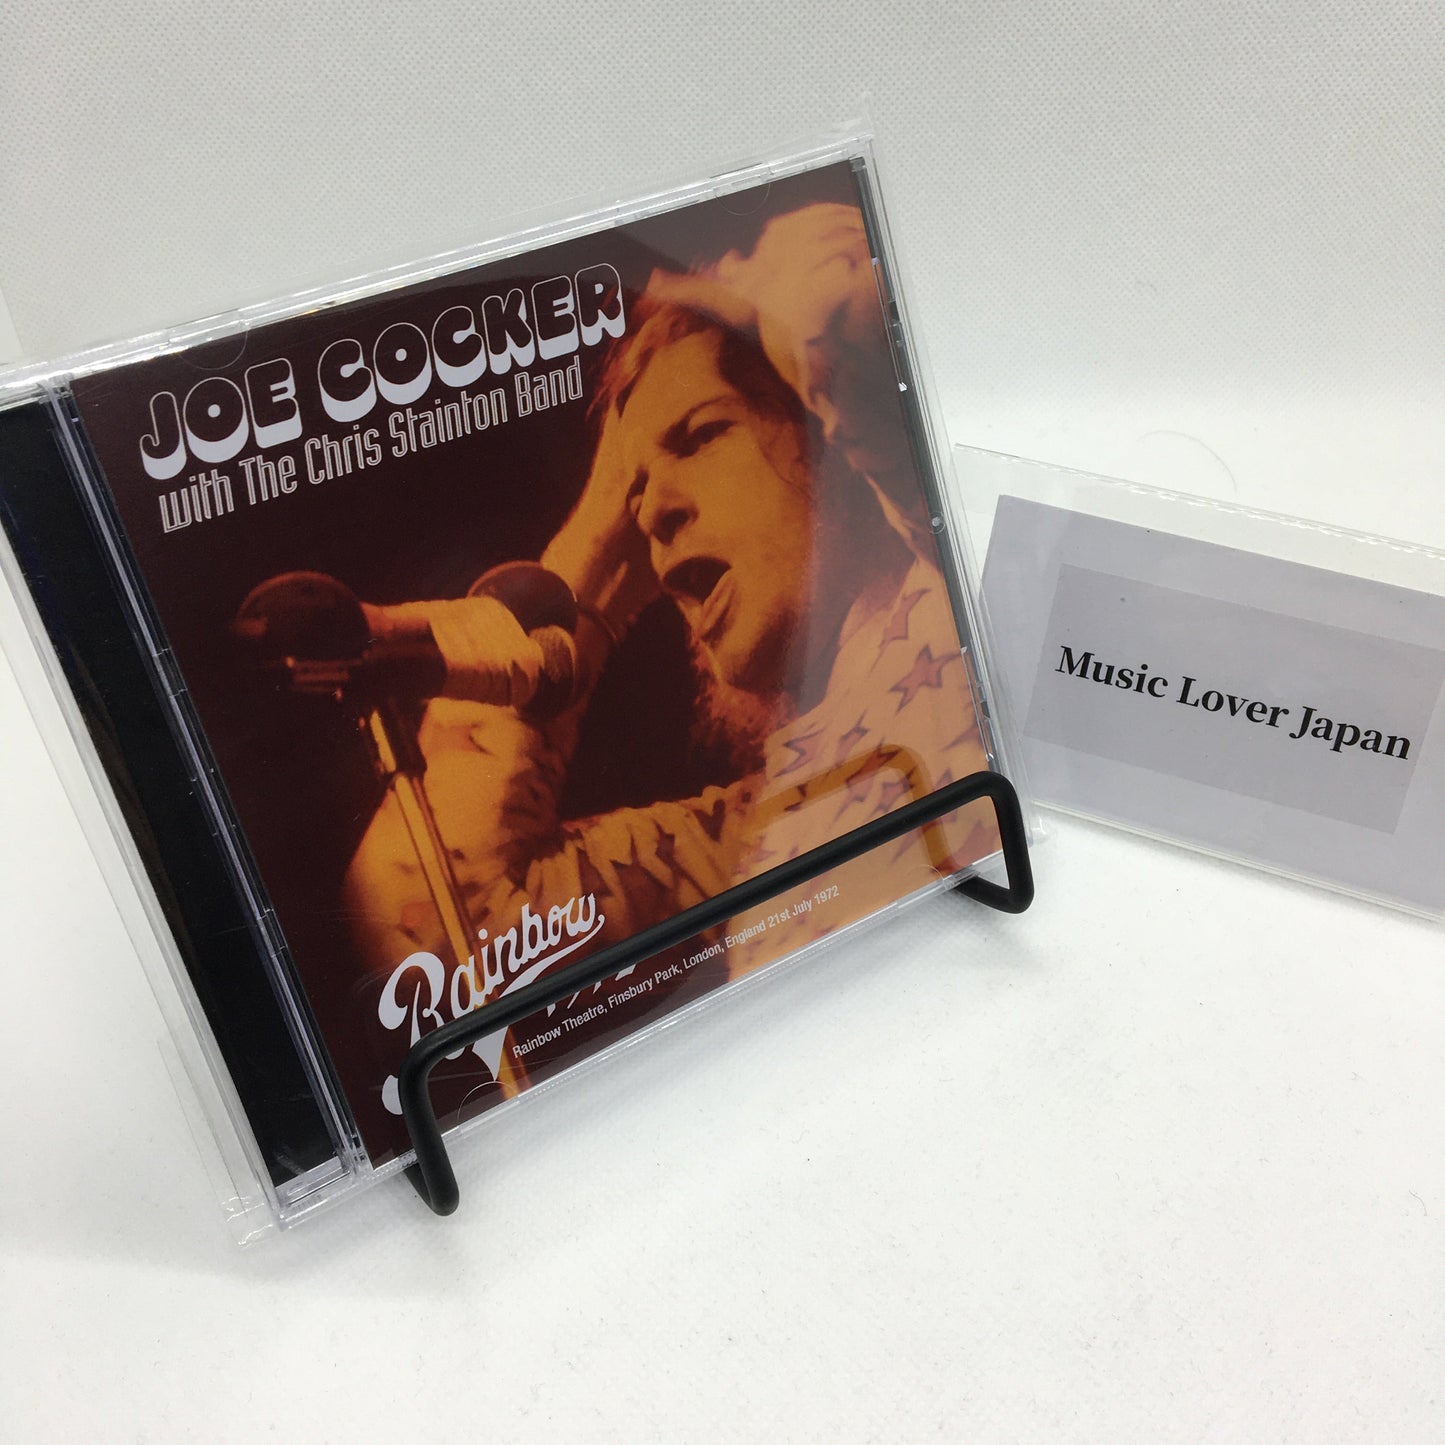 JOE COCKER
with The Chris Stainton Band
Rainbow
Rainbow Theatre, Finsbury Park, London, England 21st July 1972
Music Lover Japan